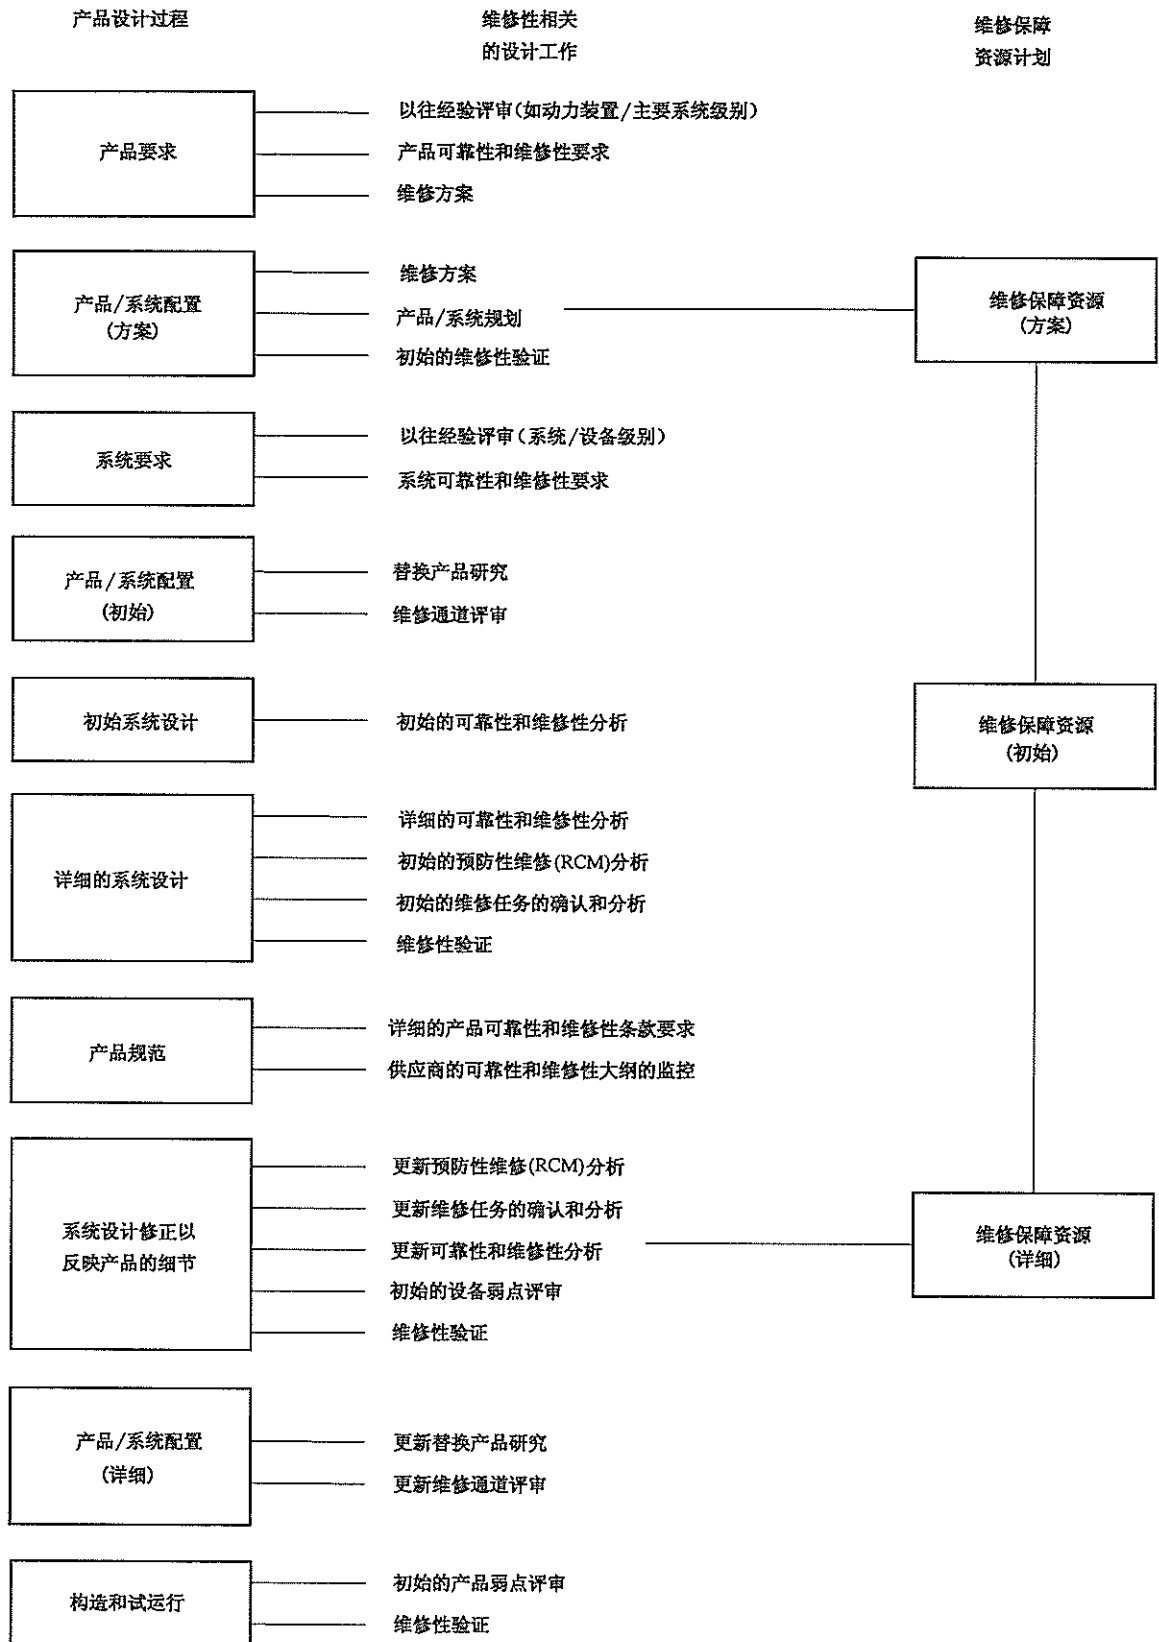 产品设计过程
维修性相关
的设计工作
维修保障
资源计划
产品要求
以往经验评审(如动力装置/主要系统级别)
产品可靠性和维修性要求
维修方案
产品/系统配置
(方案)
维修方案
产品/系统规划
初始的维修性验证
维修保障资源
(方案)
系统要求
以往经验评审(系统/设备级别)
系统可靠性和维修性要求
产品/系统配置
(初始)
替换产品研究
维修通道评审
初始系统设计
初始的可靠性和维修性分析
维修保障资源
(初始)
详细的系统设计
详细的可靠性和维修性分析
初始的预防性维修(RCM)分析
初始的维修任务的确认和分析
维修性验证
产品规范
详细的产品可靠性和维修性条款要求
供应商的可靠性和维修性大纲的监控
系统设计修正以
反映产品的细节
更新预防性维修(RCM)分析
更新维修任务的确认和分析
更新可靠性和维修性分析
初始的设备弱点评审
维修性验证
维修保障资源
(详细)
产品/系统配置
(详细)
更新替换产品研究
更新维修通道评审
构造和试运行
初始的产品弱点评审
维修性验证